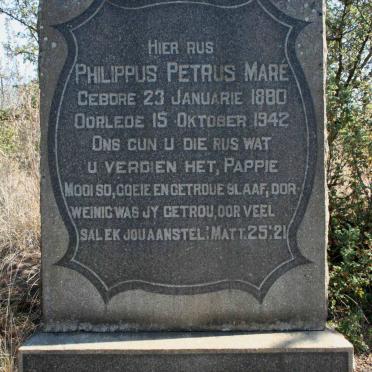 HIER RUS
PHILIPPUS PETRUS MARÉ
GEBORE 23 JANUARIE 1880
OORLEDE 15 OKTOBER 1942
ONS GUN U DIE RUS WAT
U VERDIEN HET, PAPPIE
MOOI SO, GOEIE EN GETROUE SLAAF, OOR
WEINIG WAS JY GETROU, OOR VEEL
SAL EK JOU AANSTEL: MATT. 25:21